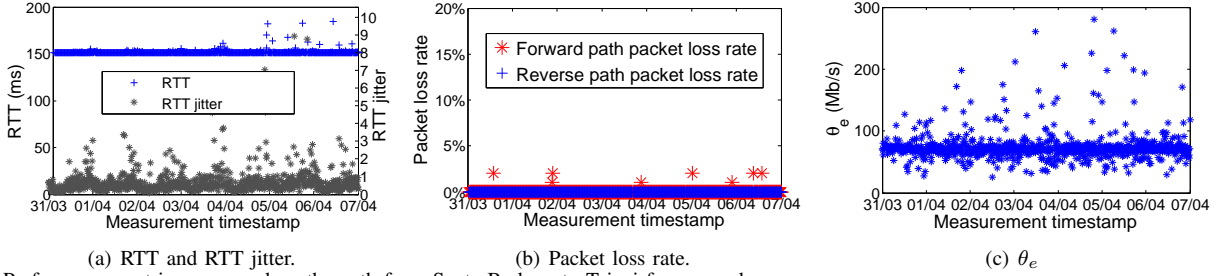 200
150
100
50
0
RTT (ms)
10
9
8
7
6
5
4
3
2
1
0
RTT jitter
RTT
RTT jitter
31/03 01/04 02/04 03/04 04/04 05/04 06/04 07/04
Measurement timestamp
(a) RTT and RTT jitter.
20%
15%
10%
5%
0%
Packet loss rate
Forward path packet loss rate
Reverse path packet loss rate
31/03 01/04 02/04 03/04 04/04 05/04 06/04 07/04
Measurement timestamp
(b) Packet loss rate.
300
200
100
0
θ_e (Mb/s)
31/03 01/04 02/04 03/04 04/04 05/04 06/04 07/04
Measurement timestamp
(c) θ_e